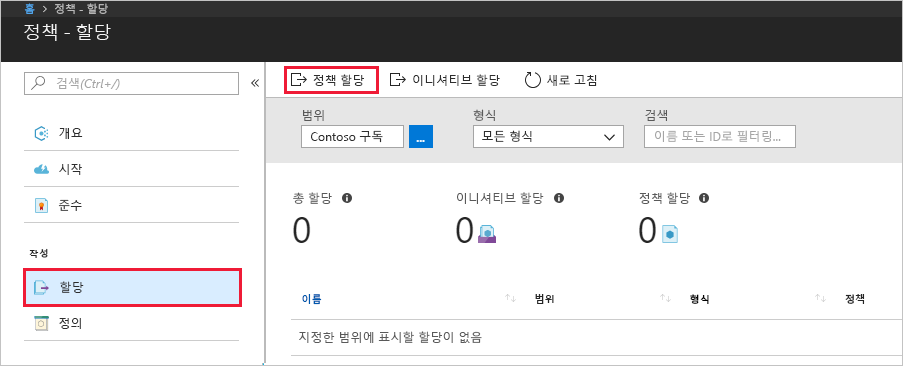 홈 > 정책 - 할당
정책 - 할당
검색(Ctrl+/)
«
개요
시작
준수
작성
할당
정의
정책 할당 이니셔티브 할당 새로 고침
범위 형식 검색
Contoso 구독 ... 모든 형식 이름 또는 ID로 필터링...
총 할당 이니셔티브 할당 정책 할당
0 0 0
이름 범위 형식 정책
지정한 범위에 표시할 할당이 없음